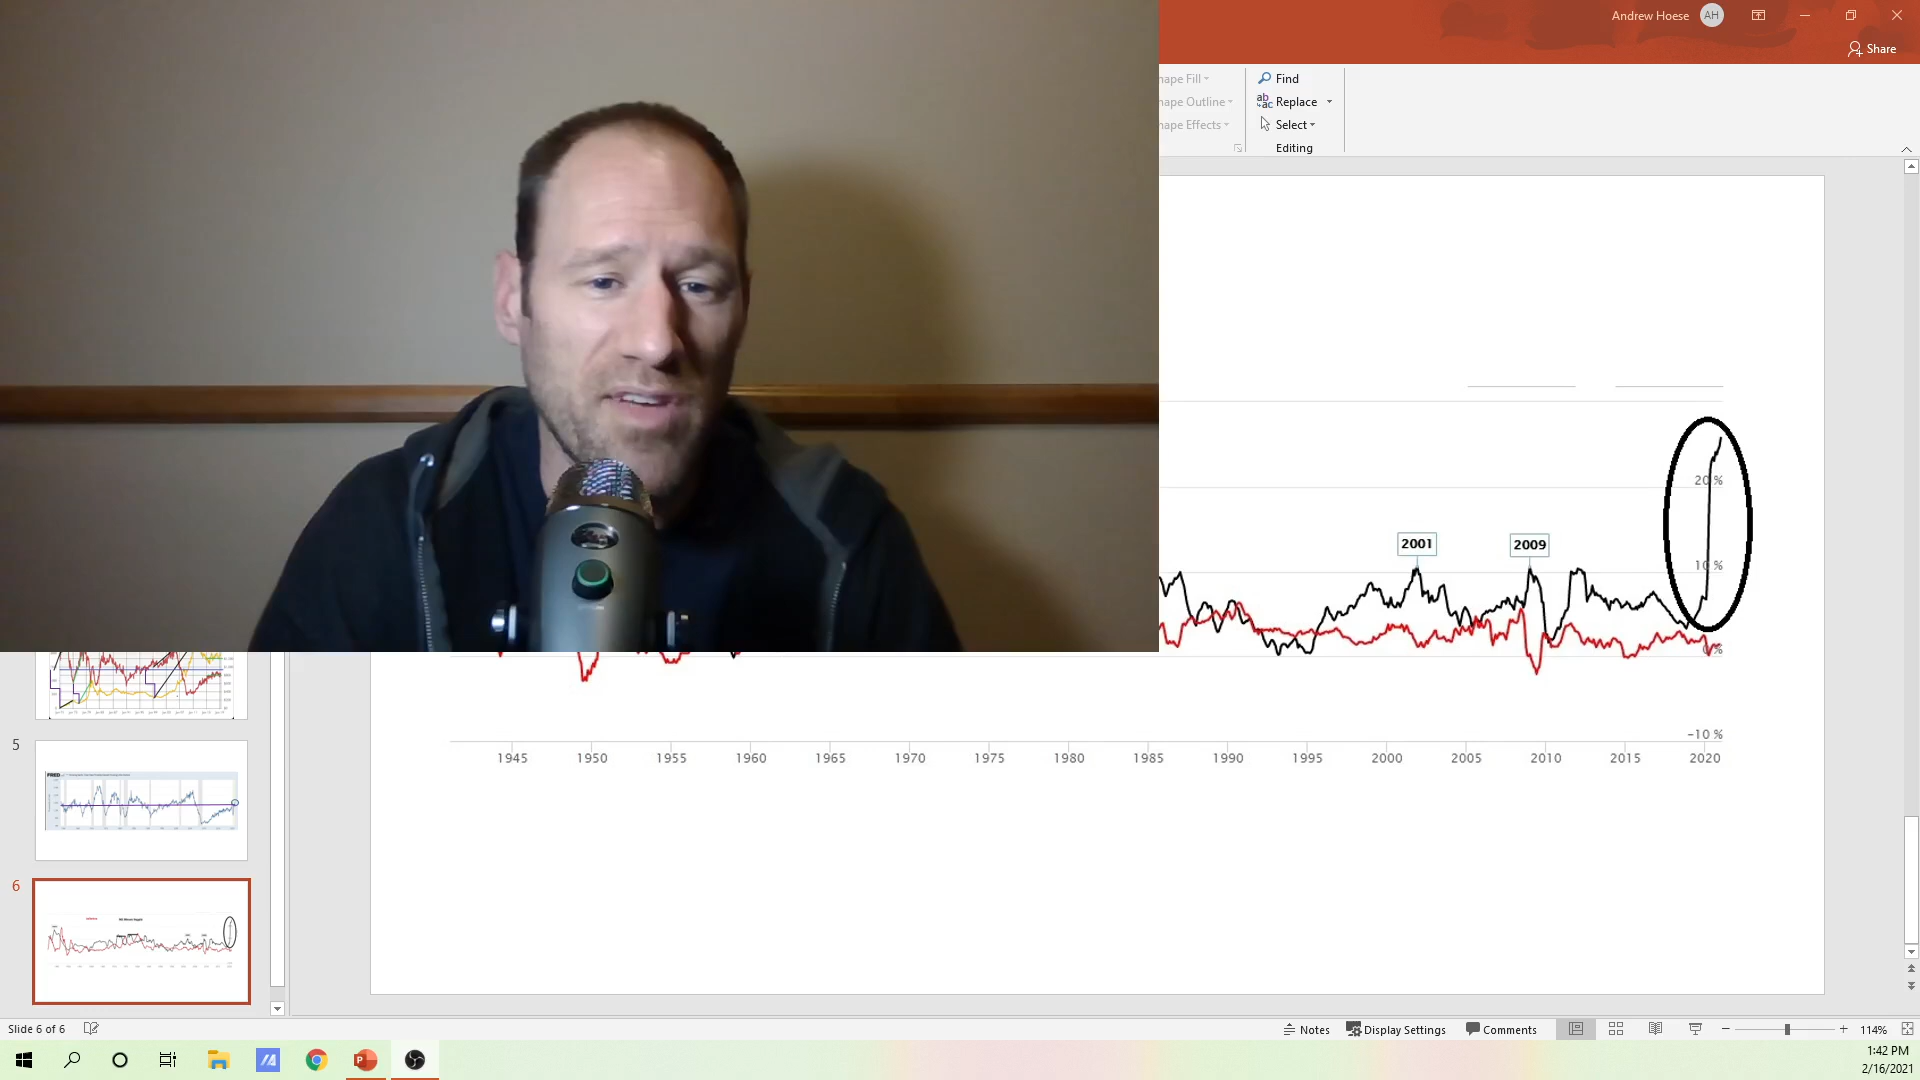 Andrew Hoese AH
Share
hape Fill
Find
hape Outline
Replace
hape Effects
Select
Editing
20 %
2001
2009
10 %
0 %
-10 %
1945 1950 1955 1960 1965 1970 1975 1980 1985 1990 1995 2000 2005 2010 2015 2020
5
FRED
6
Slide 6 of 6
Notes Display Settings Comments 114%
1:42 PM
2/16/2021